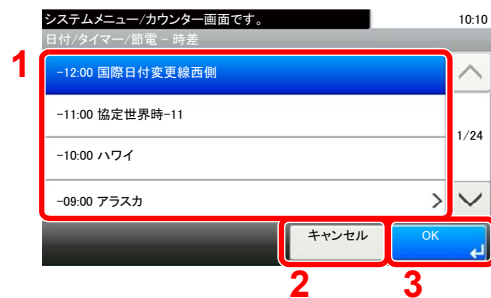 システムメニュー/カウンター画面です。 10:10
日付/タイマー/節電 - 時差
1
-12:00 国際日付変更線西側
-11:00 協定世界時-11
1/24
-10:00 ハワイ
-09:00 アラスカ
キャンセル OK
2 3